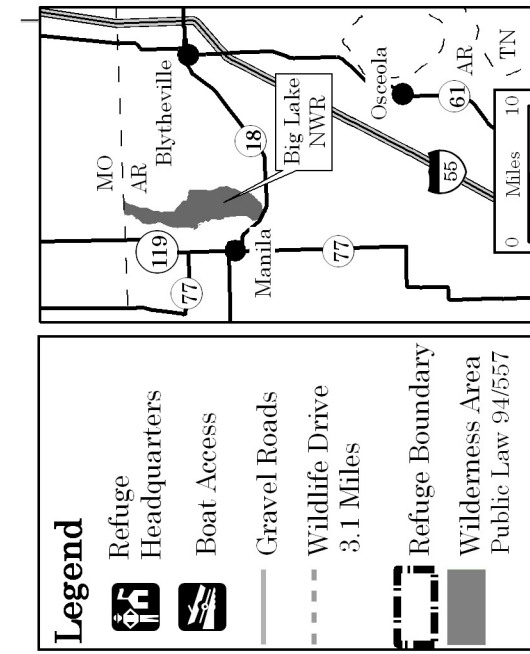 Legend
Refuge
Headquarters
Boat Access
Gravel Roads
Wildlife Drive
3.1 Miles
Refuge Boundary
Wilderness Area
Public Law 94/557
MO
AR
Blytheville
119
77
Manila
18
Big Lake
NWR
77
Osceola
AR
TN
61
55
0
Miles
10